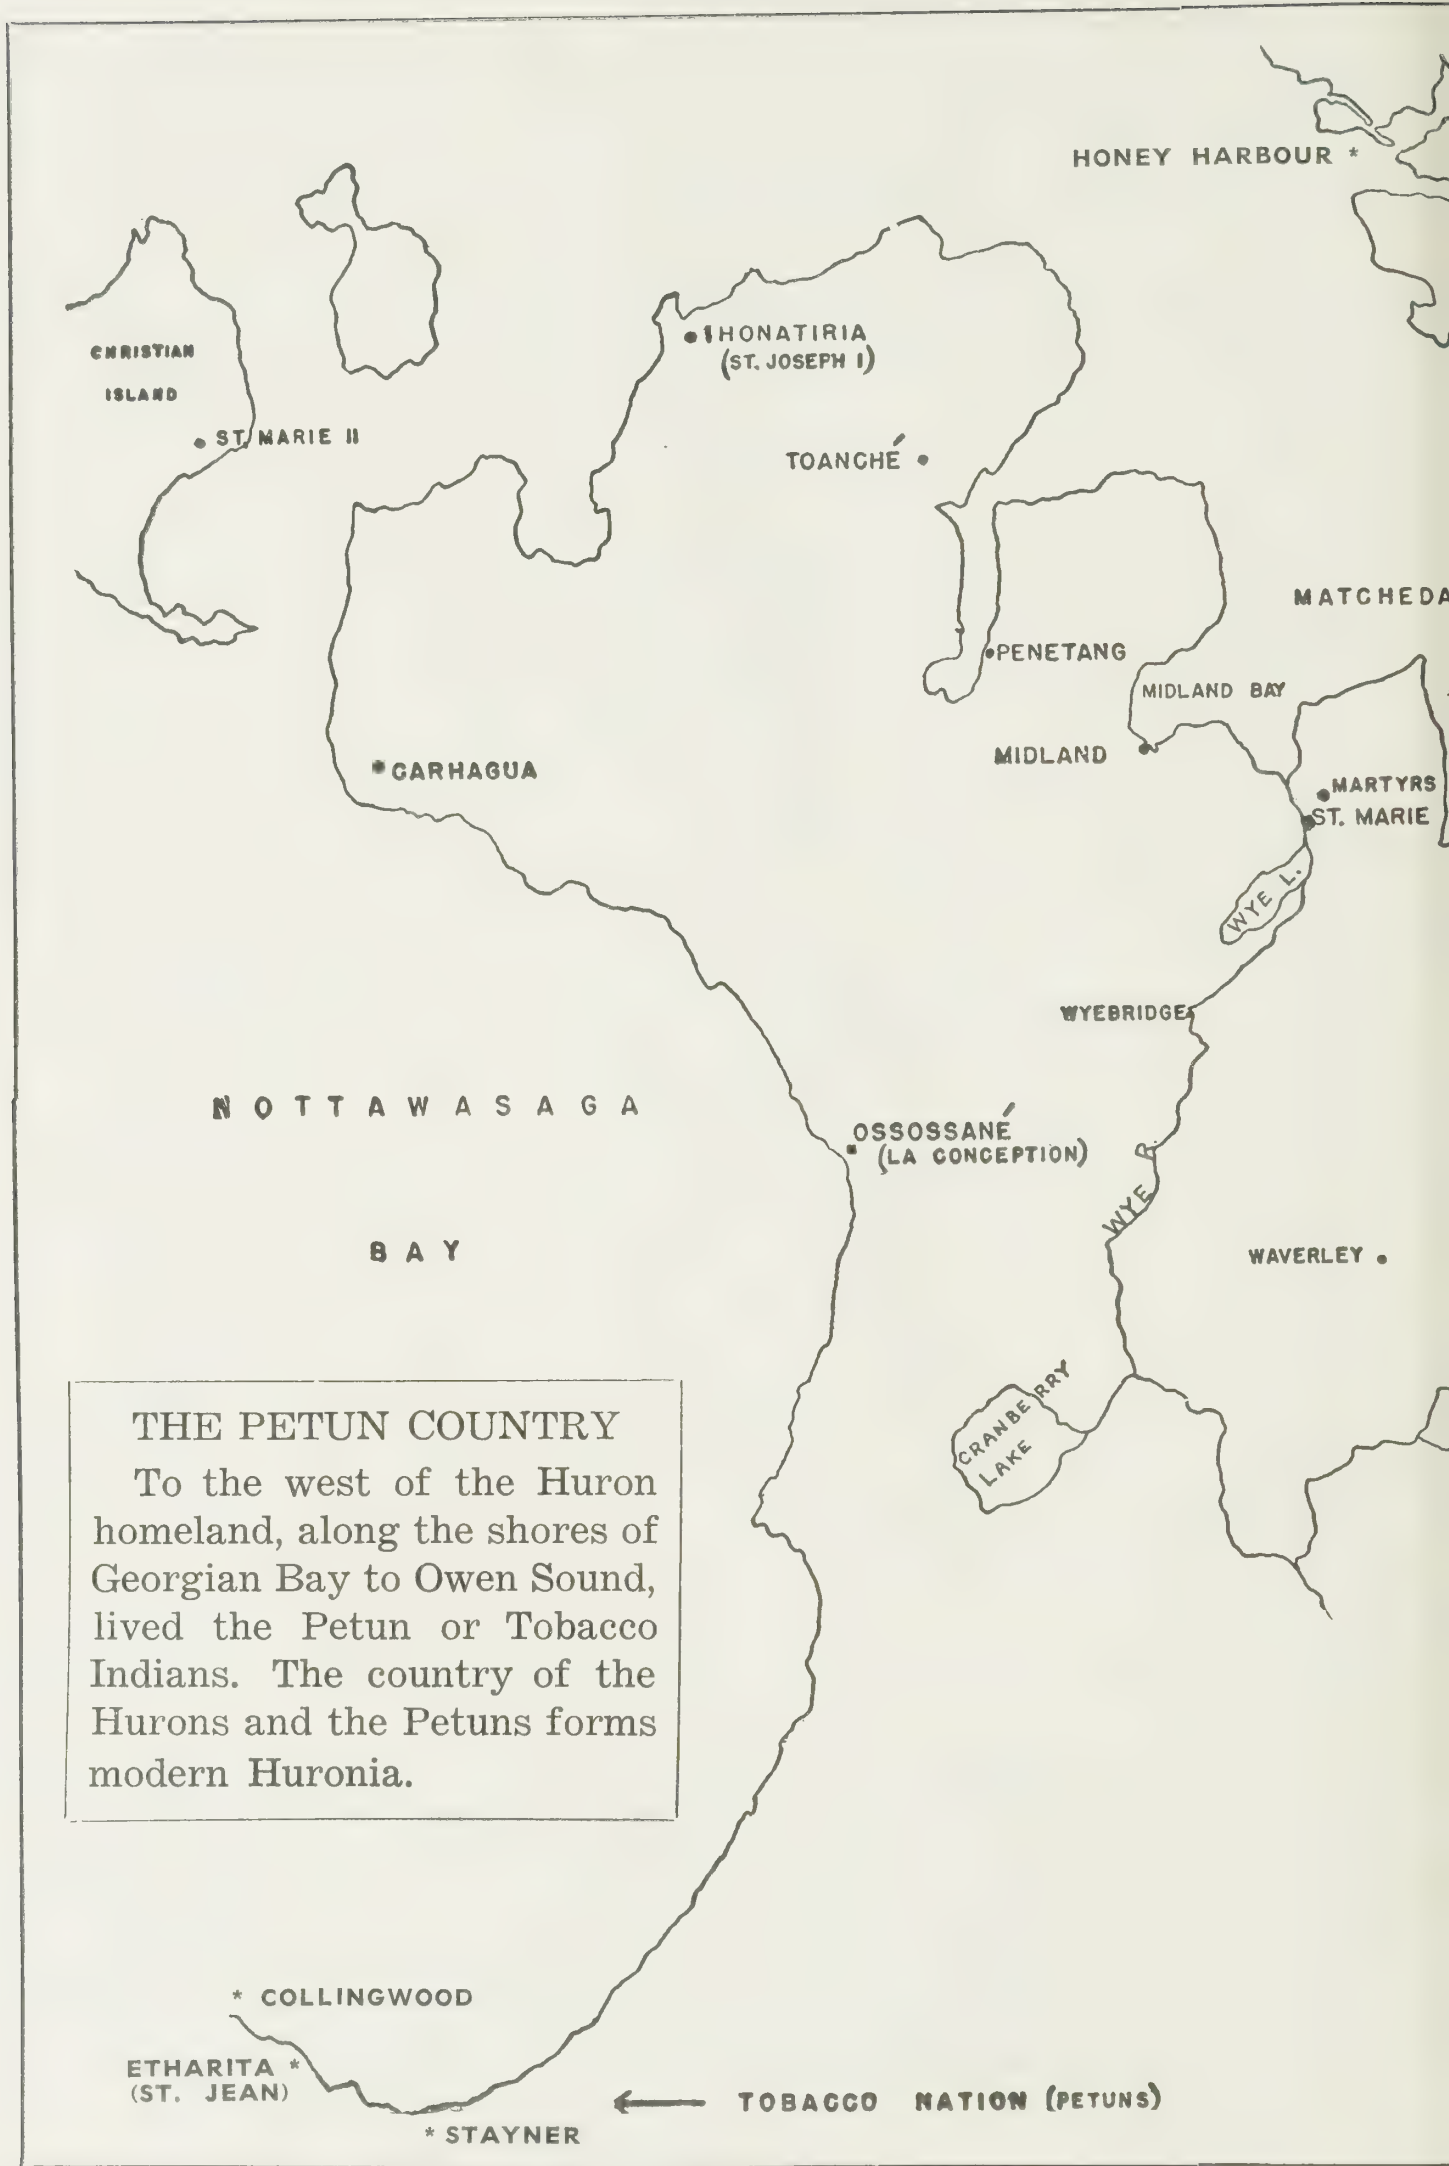 HONEY HARBOUR *
CHRISTIAN
ISLAND
IHONATIRIA
(ST. JOSEPH I)
ST. MARIE II
TOANCHÉ
MATCHEDA
PENETANG
MIDLAND BAY
MIDLAND
CARHAGUA
MARTYRS
ST. MARIE
WYE L.
WYEBRIDGE
NOTTAWASAGA
BAY
OSSOSSANÉ
(LA CONCEPTION)
WYE R.
WAVERLEY
CRANBERRY
LAKE
THE PETUN COUNTRY
To the west of the Huron
homeland, along the shores of
Georgian Bay to Owen Sound,
lived the Petun or Tobacco
Indians. The country of the
Hurons and the Petuns forms
modern Huronia.
* COLLINGWOOD
ETHARITA *
(ST. JEAN)
TOBACCO NATION (PETUNS)
* STAYNER